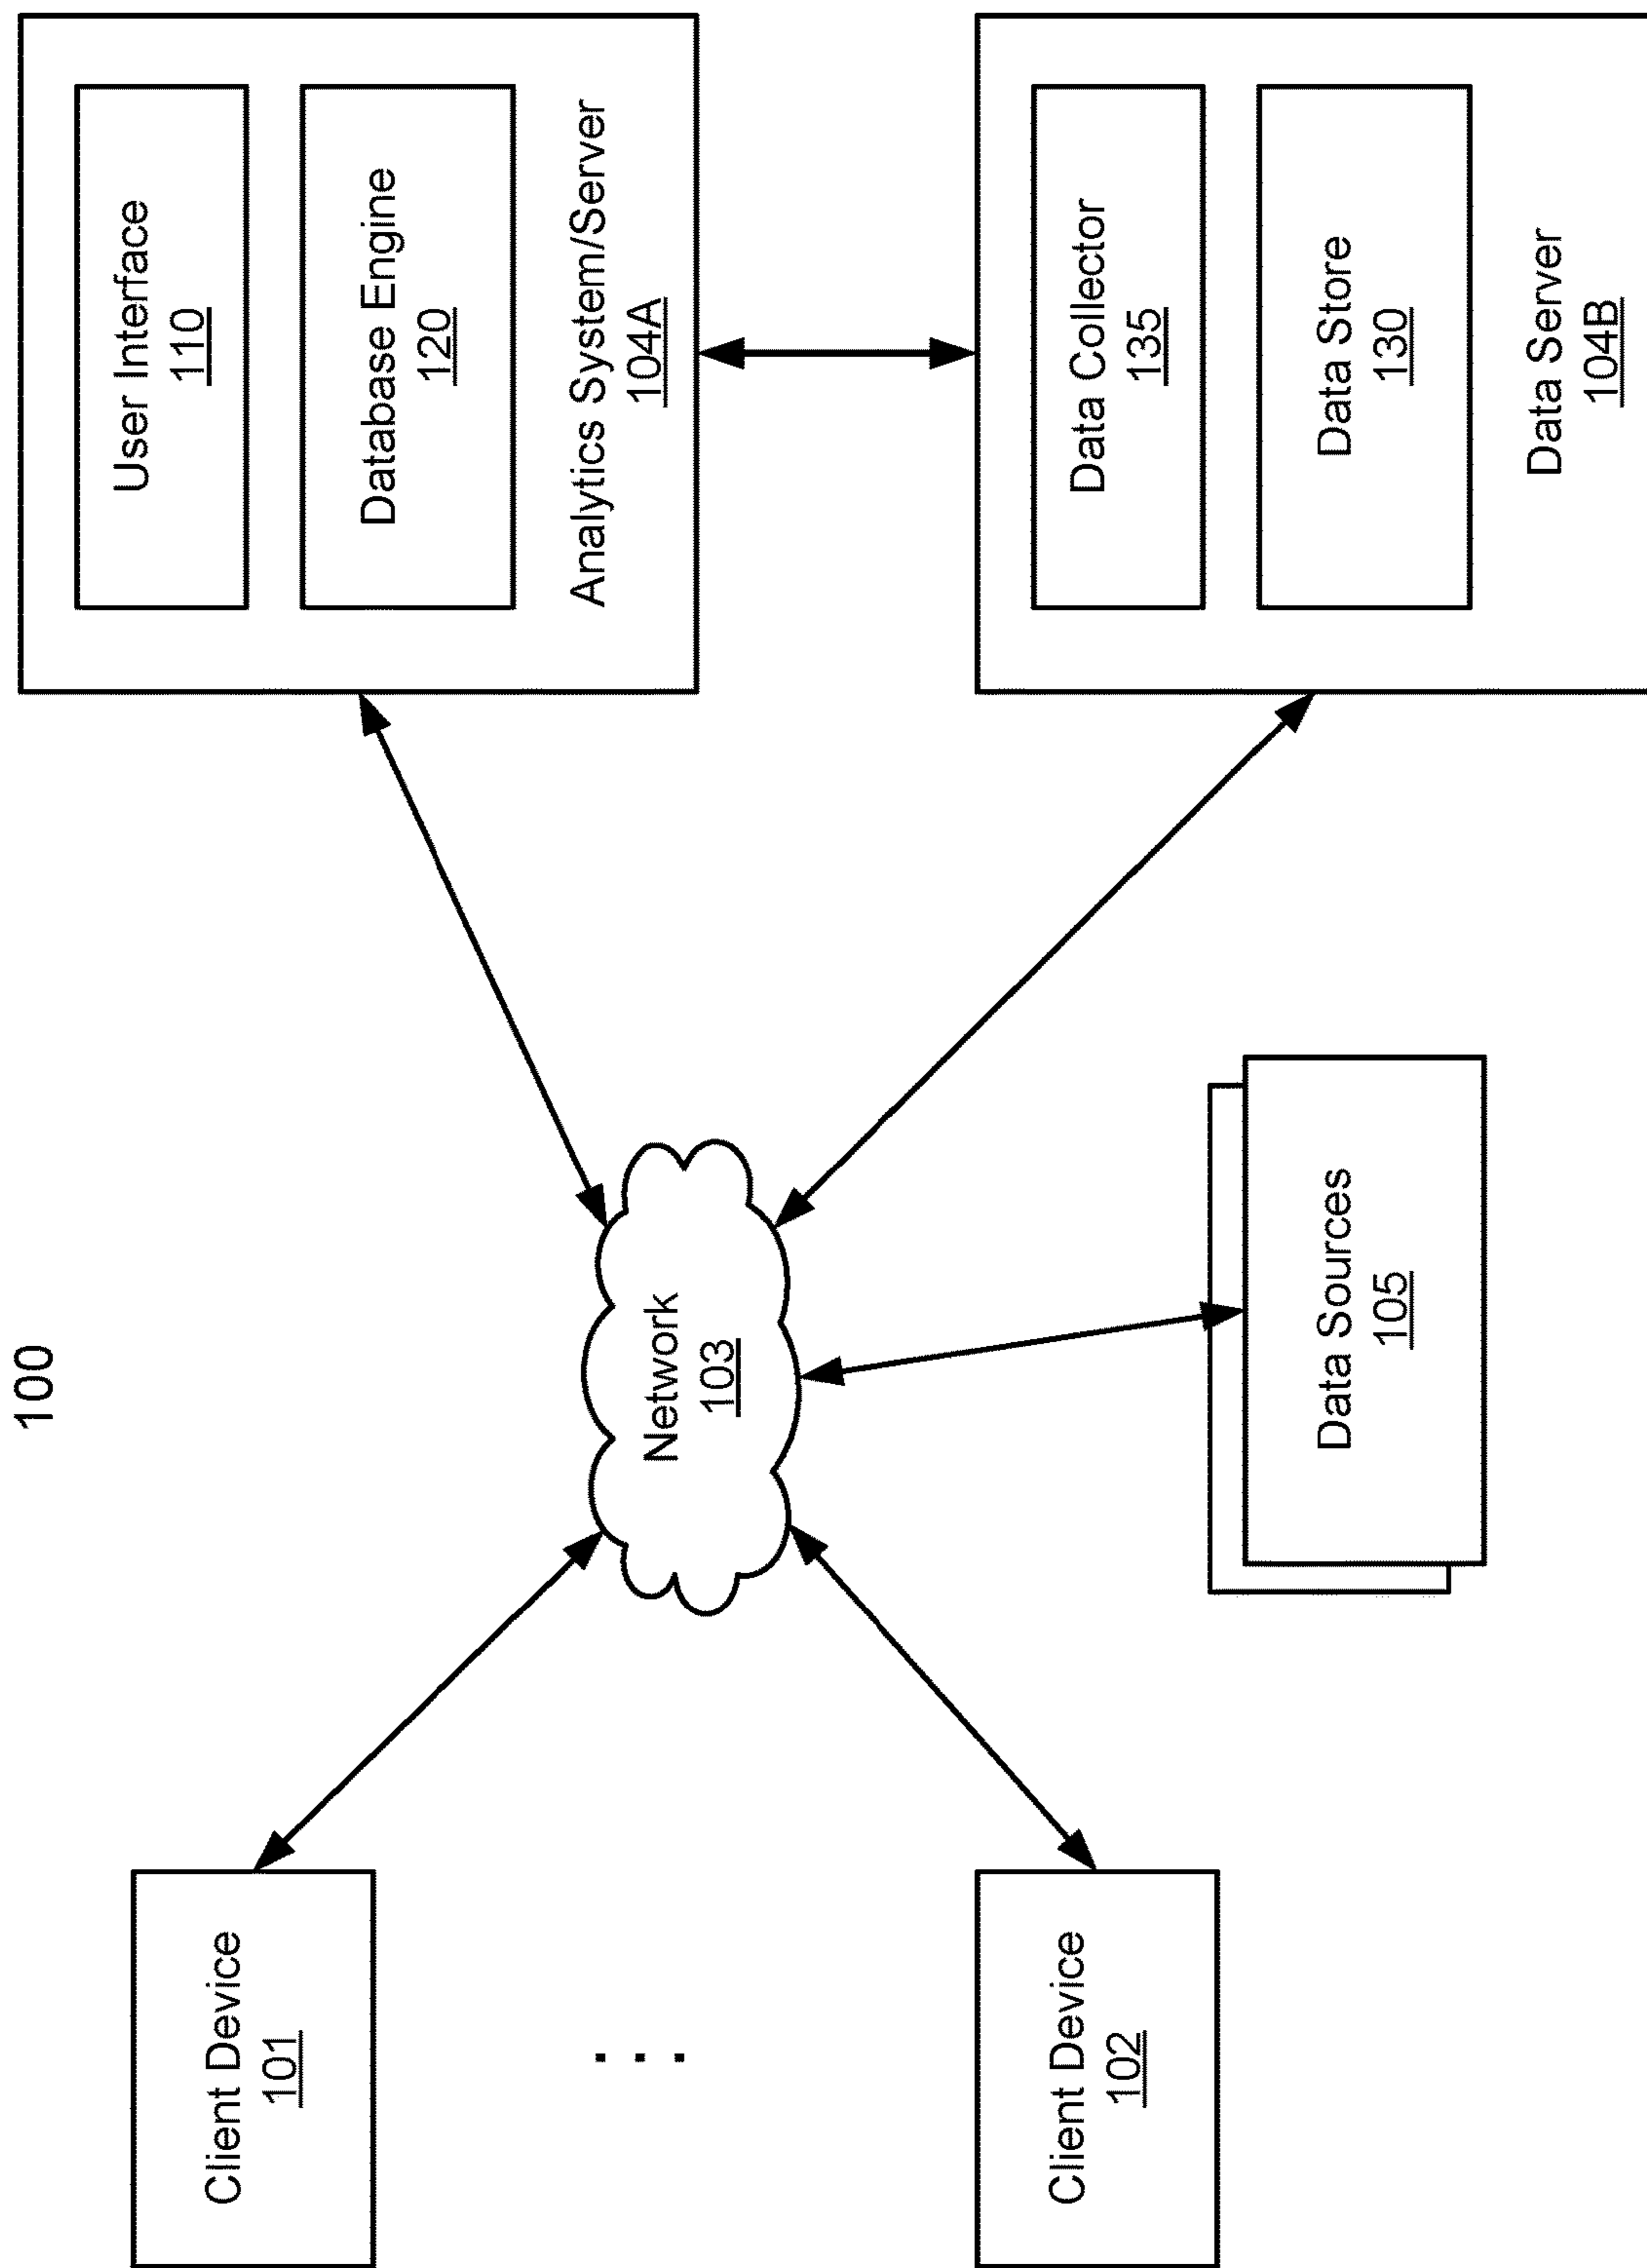 100
Client Device
101
. . .
Client Device
102
Network
103
Data Sources
105
User Interface
110
Database Engine
120
Analytics System/Server
104A
Data Collector
135
Data Store
130
Data Server
104B